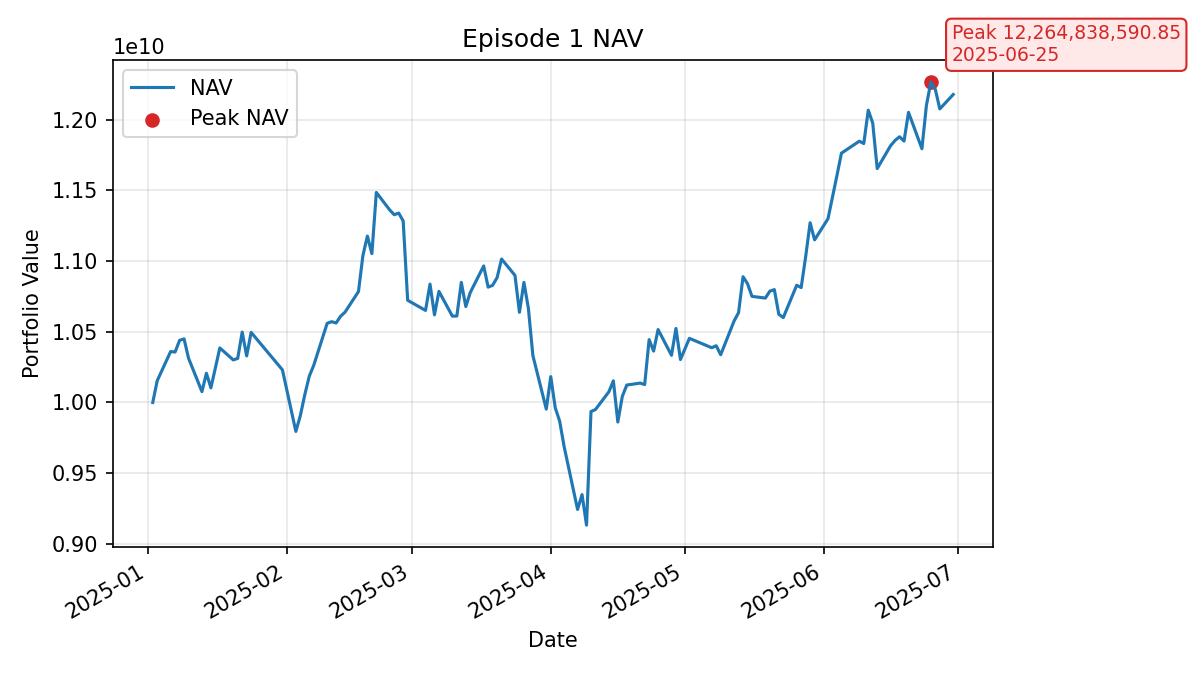 Episode 1 NAV
Peak 12,264,838,590.85
2025-06-25
1e10
NAV
Peak NAV
Portfolio Value
1.20
1.15
1.10
1.05
1.00
0.95
0.90
2025-01
2025-02
2025-03
2025-04
2025-05
2025-06
2025-07
Date